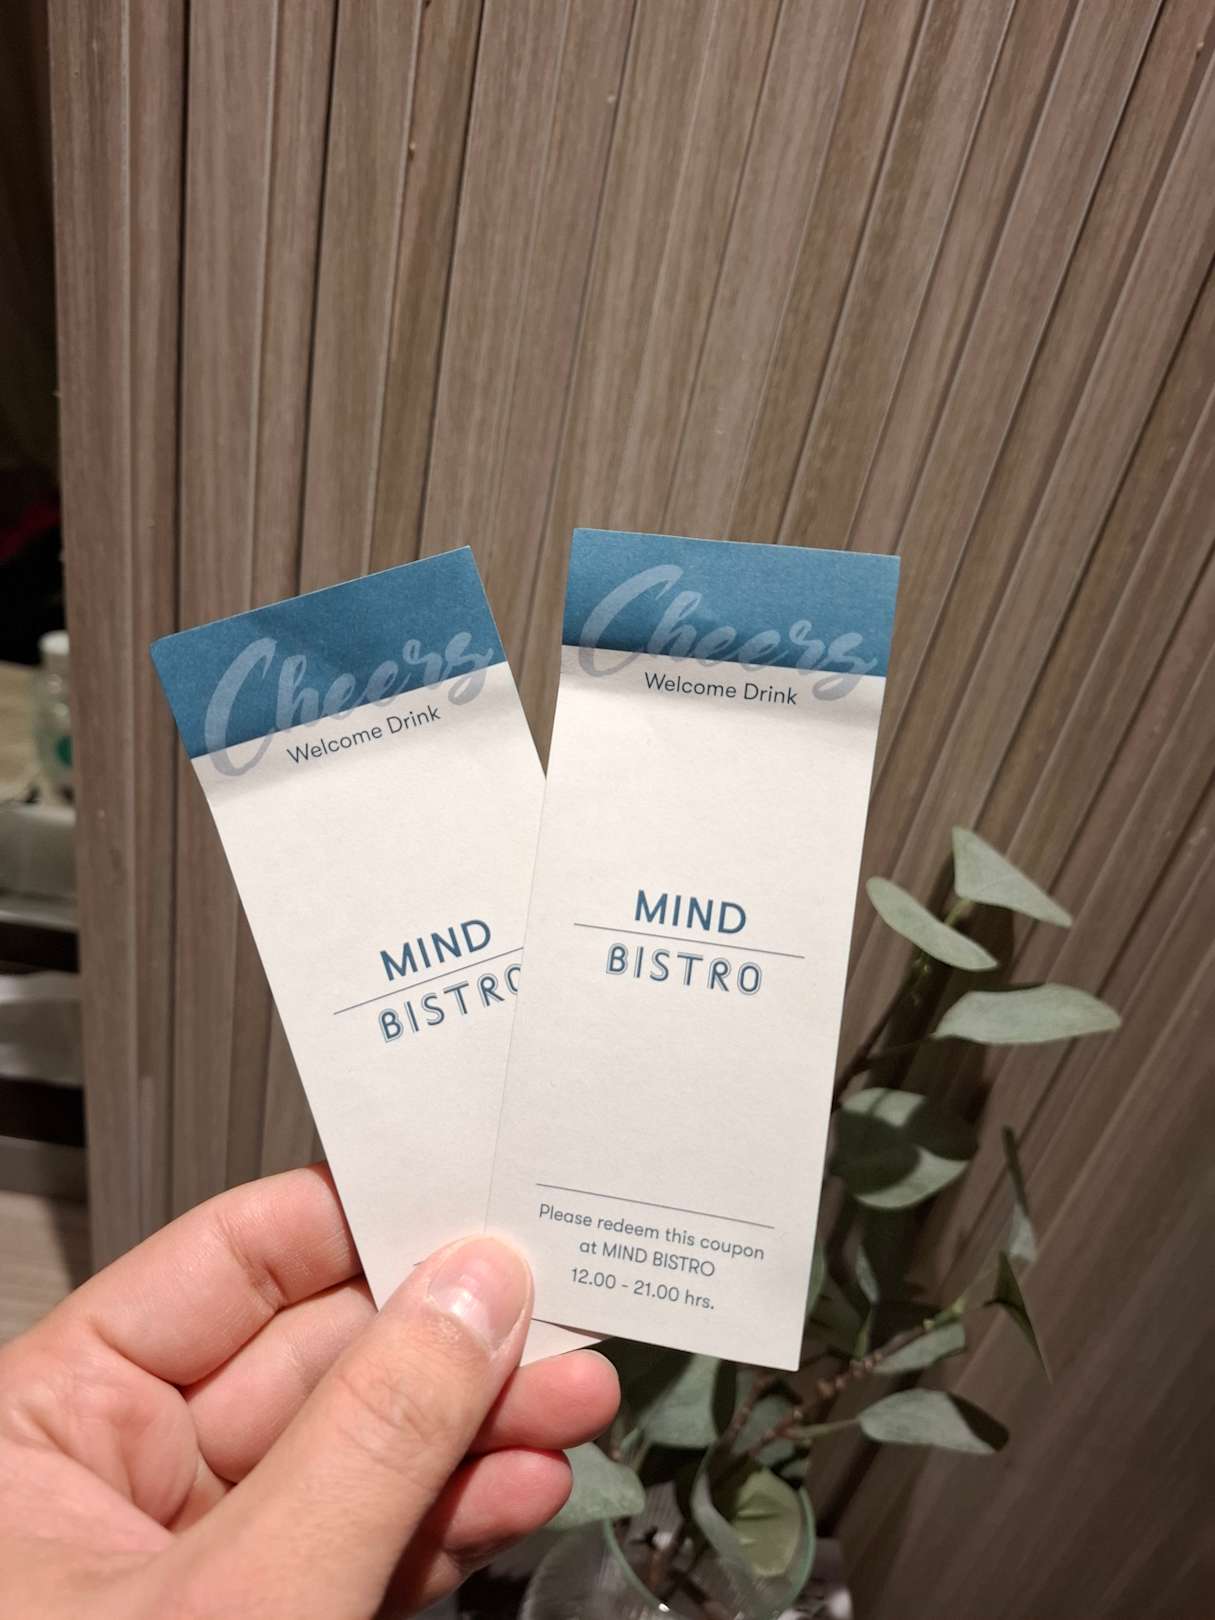 Cheers
Welcome Drink
MIND
BISTRO
Cheers
Welcome Drink
MIND
BISTRO
Please redeem this coupon
at MIND BISTRO
12.00 - 21.00 hrs.